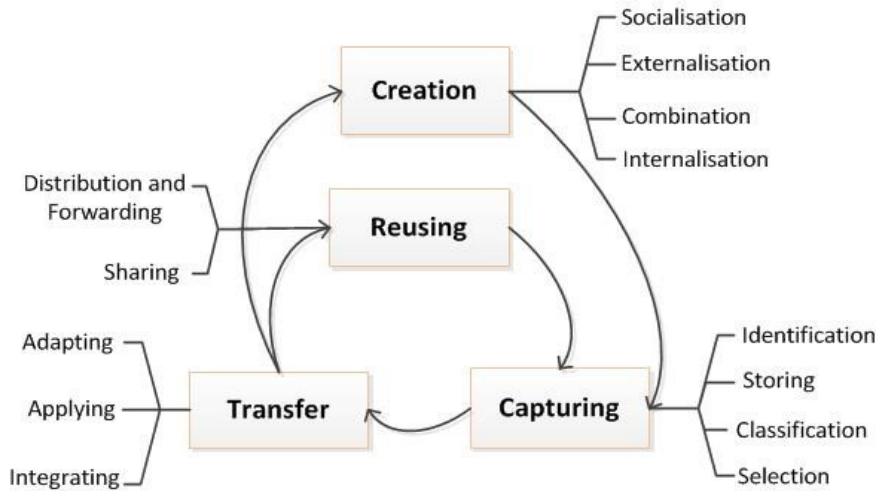 Socialisation
Externalisation
Creation
Combination
Internalisation
Distribution and
Forwarding
Reusing
Sharing
Identification
Adapting
Storing
Applying
Transfer
Capturing
Classification
Integrating
Selection